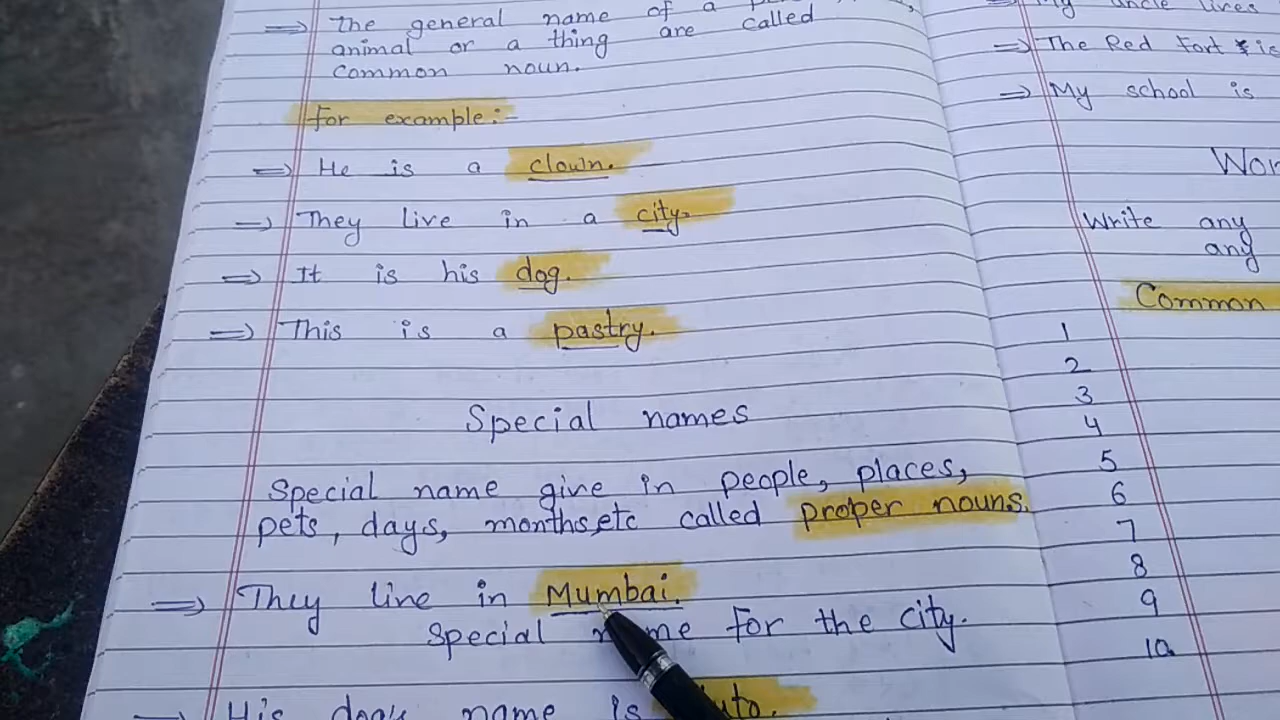 ⇒ The general name of a
animal or a thing are called
common noun.
for example:-
⇒ He is a clown.
⇒ They live in a city.
⇒ It is his dog.
⇒ This is a pastry.
Special names
Special name give in people, places,
pets, days, months,etc called proper nouns.
⇒ They live in Mumbai.
Special name for the city.
His dog's name is
My uncle lives
⇒ The Red Fort is
⇒ My school is
Write any
any
Common
1
2
3
4
5
6
7
8
9
10